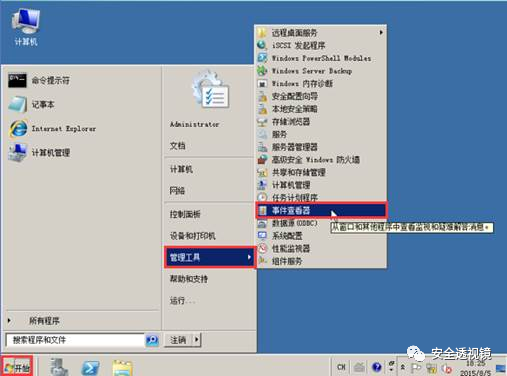 计算机
命令提示符
记事本
Internet Explorer
计算机管理
所有程序
搜索程序和文件
Administrator
文档
计算机
网络
控制面板
设备和打印机
管理工具
帮助和支持
运行...
注销
远程桌面服务
iSCSI 发起程序
Windows PowerShell Modules
Windows Server Backup
Windows 内存诊断
安全配置向导
本地安全策略
存储浏览器
服务
服务器管理器
高级安全 Windows 防火墙
共享和存储管理
计算机管理
任务计划程序
事件查看器
数据源(ODBC)
系统配置
性能监视器
组件服务
从窗口和其他程序中查看监视和疑难解答消息。
开始
CH
18:25
2015/8/5
安全透视镜